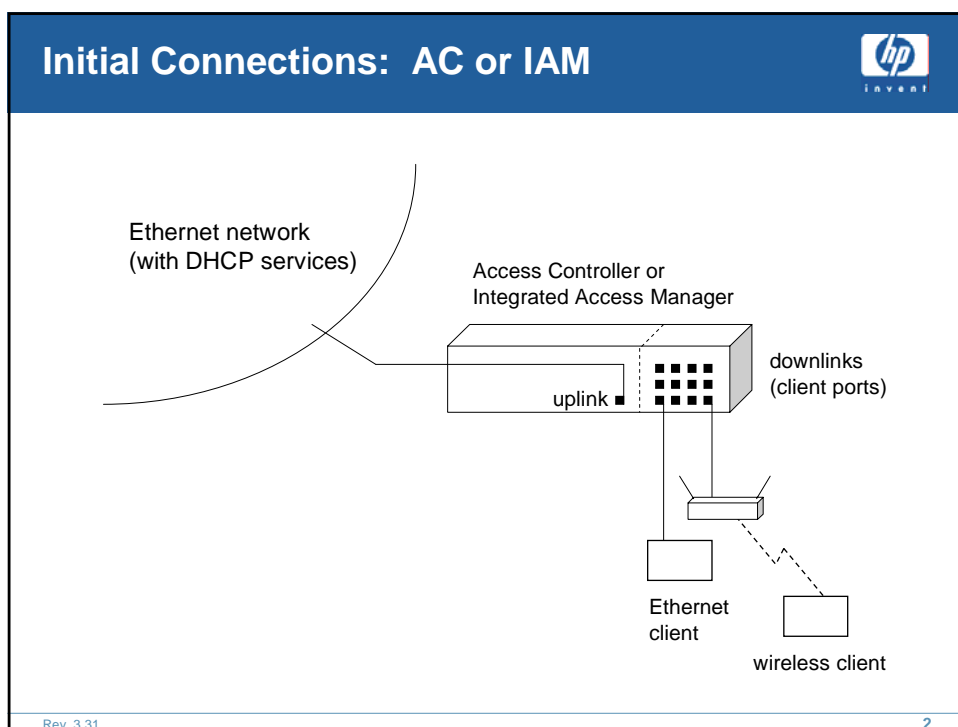 Initial Connections: AC or IAM
hp
invent
Ethernet network
(with DHCP services)
Access Controller or
Integrated Access Manager
downlinks
(client ports)
uplink
Ethernet
client
wireless client
Rev. 3.31
2